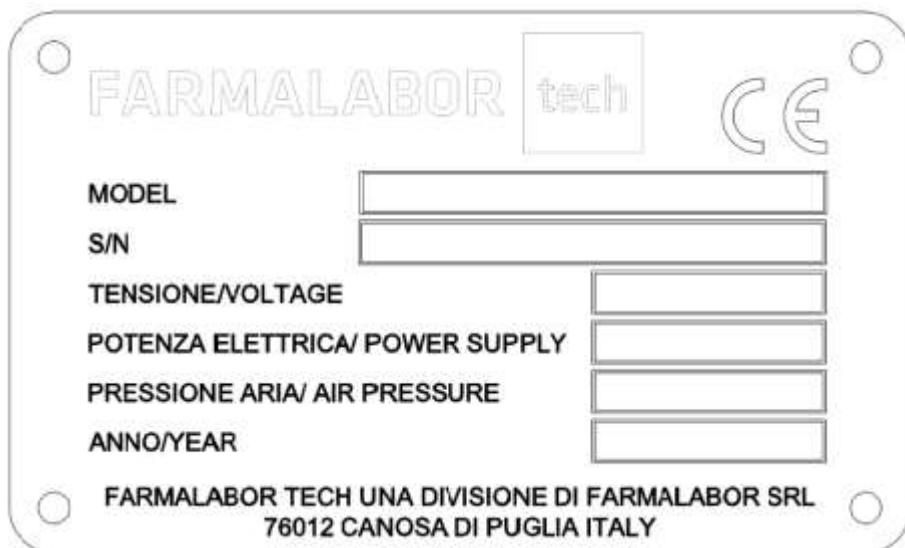 FARMALABOR tech CE
MODEL
S/N
TENSIONE/VOLTAGE
POTENZA ELETTRICA/ POWER SUPPLY
PRESSIONE ARIA/ AIR PRESSURE
ANNO/YEAR
FARMALABOR TECH UNA DIVISIONE DI FARMALABOR SRL
76012 CANOSA DI PUGLIA ITALY